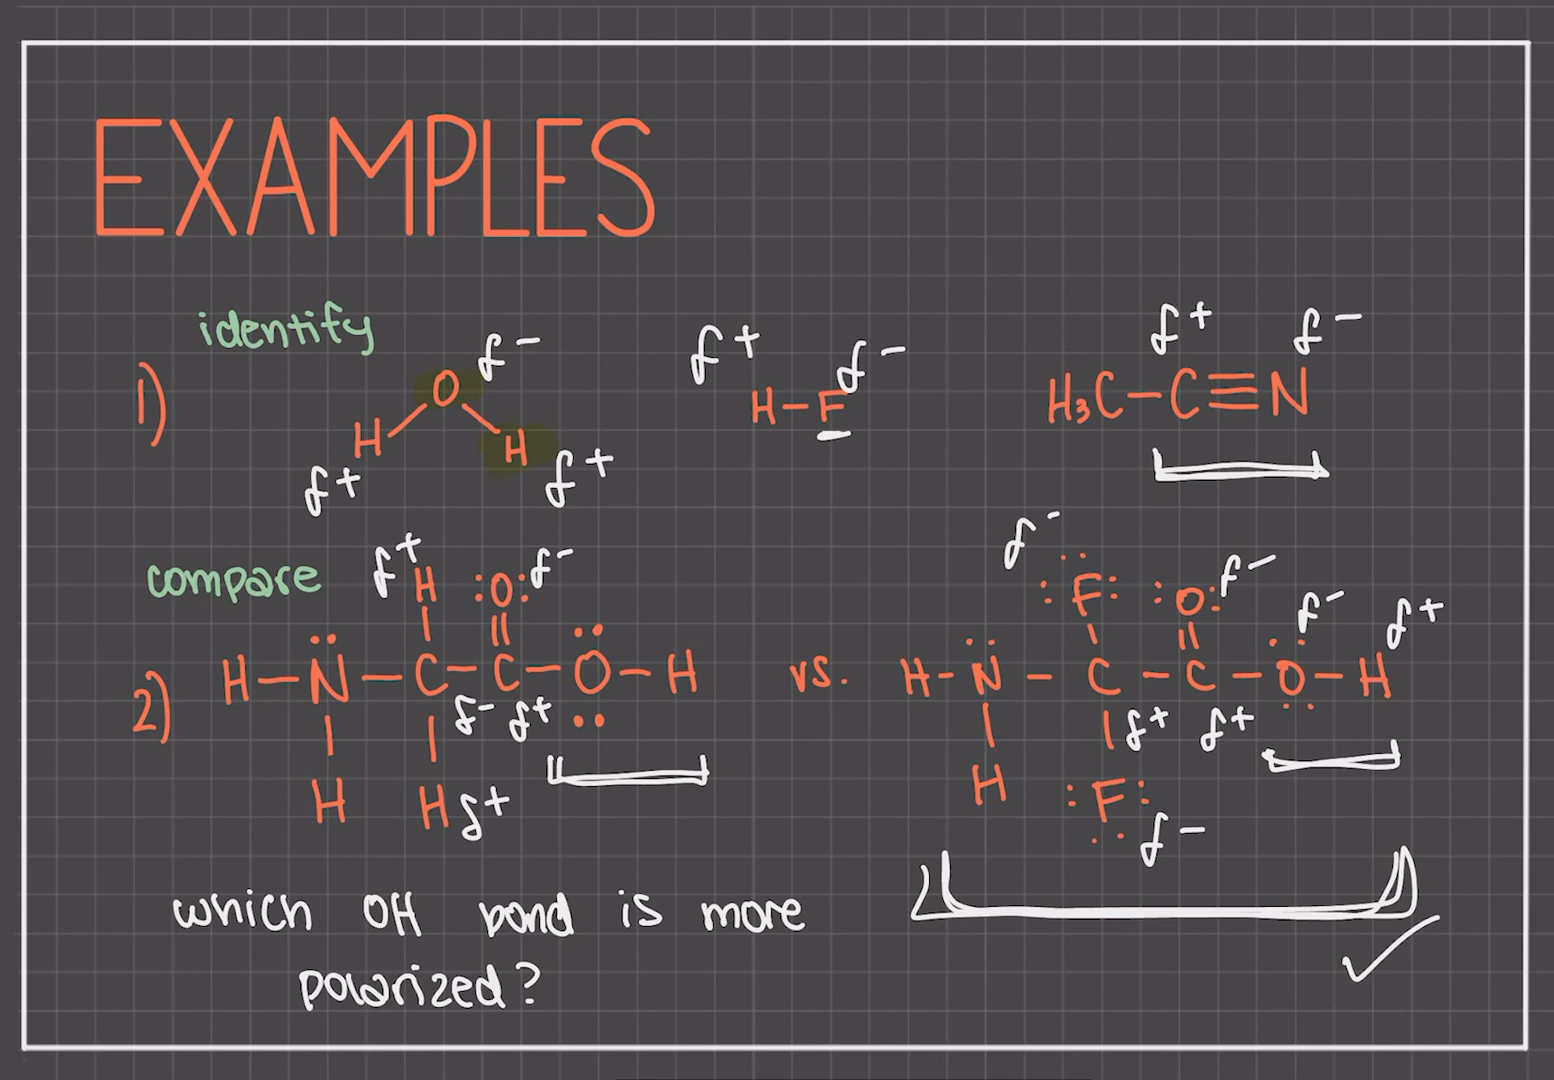 EXAMPLES
identify
1)
δ-
O
H H
δ+ δ+
δ+ δ-
H-F
δ+ δ-
H₃C-C≡N
compare
2)
δ+ H :O: δ-
H-N-C-C-O-H
δ- δ+
H H δ+
vs.
δ- :F: :O: δ- δ- δ+
H-N-C-C-O-H
δ+ δ+
H :F: δ-
which OH bond is more
polarized?